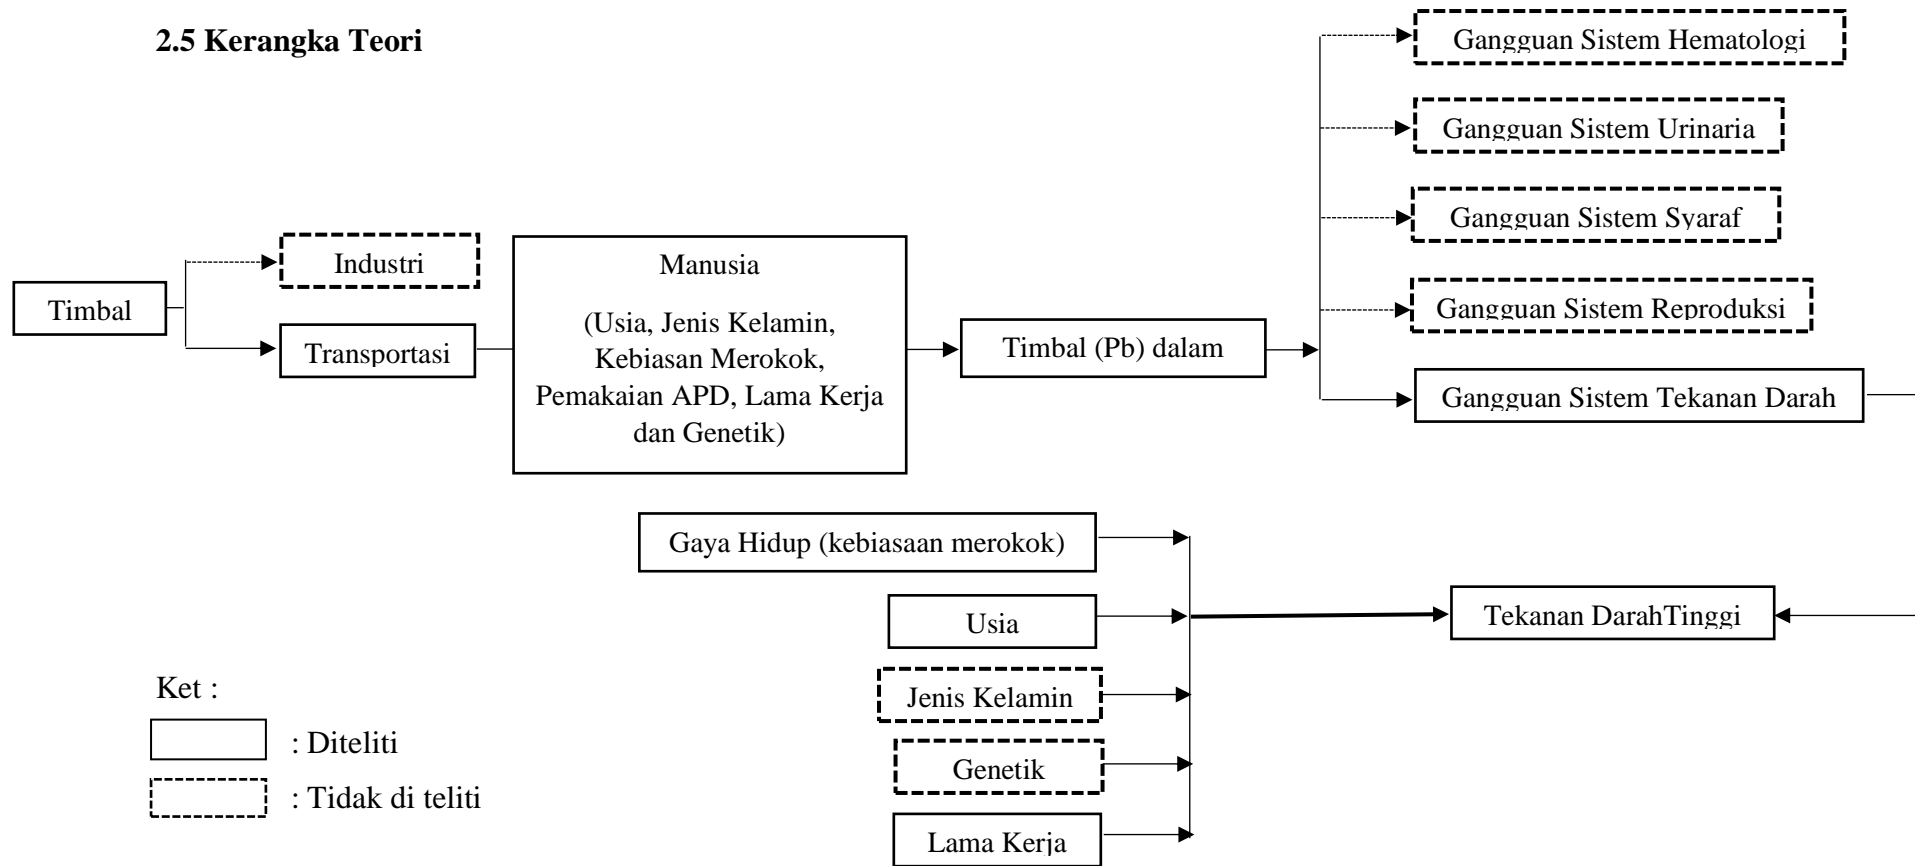 2.5 Kerangka Teori
Gangguan Sistem Hematologi
Gangguan Sistem Urinaria
Gangguan Sistem Syaraf
Gangguan Sistem Reproduksi
Gangguan Sistem Tekanan Darah
Timbal
Industri
Transportasi
Manusia
(Usia, Jenis Kelamin,
Kebiasan Merokok,
Pemakaian APD, Lama Kerja
dan Genetik)
Timbal (Pb) dalam
Gaya Hidup (kebiasaan merokok)
Usia
Jenis Kelamin
Genetik
Lama Kerja
Tekanan DarahTinggi
Ket :
: Diteliti
: Tidak di teliti